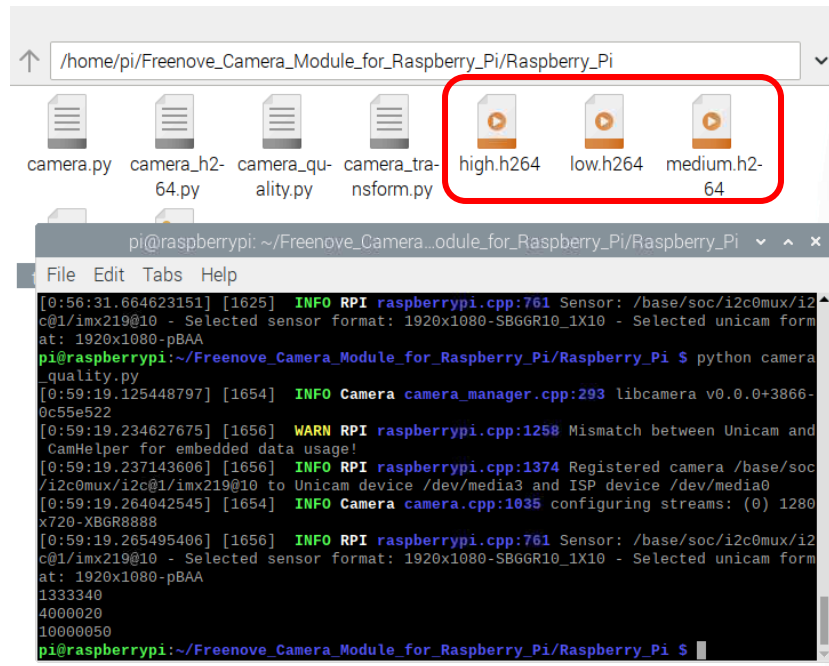 /home/pi/Freenove_Camera_Module_for_Raspberry_Pi/Raspberry_Pi
camera.py
camera_h2-
64.py
camera_qu-
ality.py
camera_tra-
nsform.py
high.h264
low.h264
medium.h2-
64
pi@raspberrypi: ~/Freenove_Camera...odule_for_Raspberry_Pi/Raspberry_Pi
File Edit Tabs Help
[0:56:31.664623151] [1625]  INFO RPI raspberrypi.cpp:761 Sensor: /base/soc/i2c0mux/i2
c@1/imx219@10 - Selected sensor format: 1920x1080-SBGGR10_1X10 - Selected unicam form
at: 1920x1080-pBAA
pi@raspberrypi:~/Freenove_Camera_Module_for_Raspberry_Pi/Raspberry_Pi $ python camera
_quality.py
[0:59:19.125448797] [1654]  INFO Camera camera_manager.cpp:293 libcamera v0.0.0+3866-
0c55e522
[0:59:19.234627675] [1656]  WARN RPI raspberrypi.cpp:1258 Mismatch between Unicam and
CamHelper for embedded data usage!
[0:59:19.237143606] [1656]  INFO RPI raspberrypi.cpp:1374 Registered camera /base/soc
/i2c0mux/i2c@1/imx219@10 to Unicam device /dev/media3 and ISP device /dev/media0
[0:59:19.264042545] [1654]  INFO Camera camera.cpp:1035 configuring streams: (0) 1280
x720-XBGR8888
[0:59:19.265495406] [1656]  INFO RPI raspberrypi.cpp:761 Sensor: /base/soc/i2c0mux/i2
c@1/imx219@10 - Selected sensor format: 1920x1080-SBGGR10_1X10 - Selected unicam form
at: 1920x1080-pBAA
1333340
4000020
10000050
pi@raspberrypi:~/Freenove_Camera_Module_for_Raspberry_Pi/Raspberry_Pi $